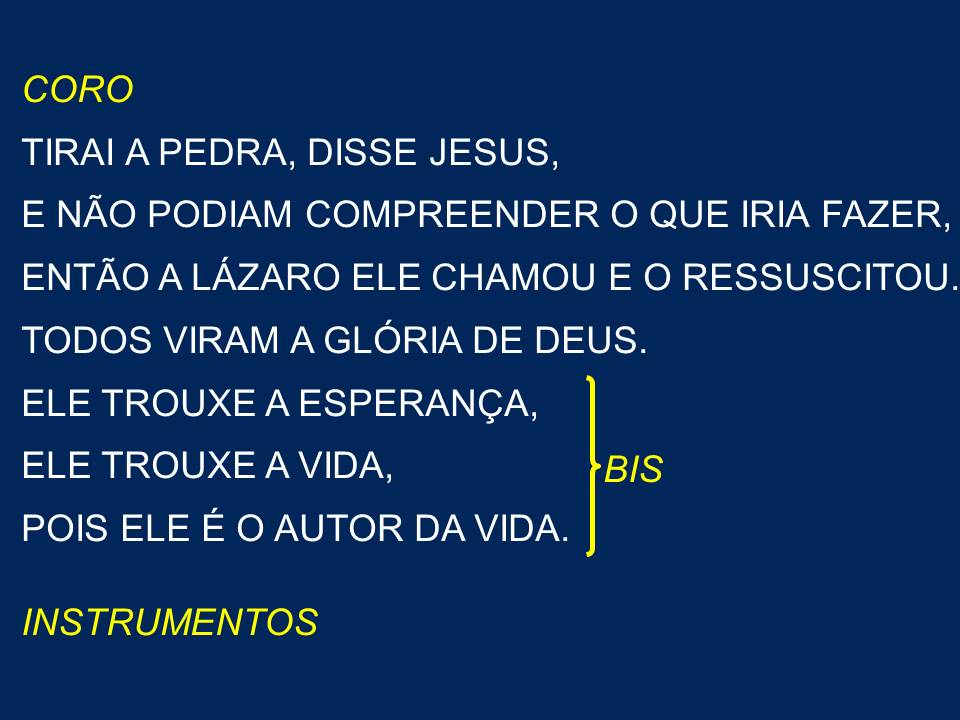 CORO
TIRAI A PEDRA, DISSE JESUS,
E NÃO PODIAM COMPREENDER O QUE IRIA FAZER,
ENTÃO A LÁZARO ELE CHAMOU E O RESSUSCITOU.
TODOS VIRAM A GLÓRIA DE DEUS.
ELE TROUXE A ESPERANÇA,
ELE TROUXE A VIDA,
BIS
POIS ELE É O AUTOR DA VIDA.
INSTRUMENTOS